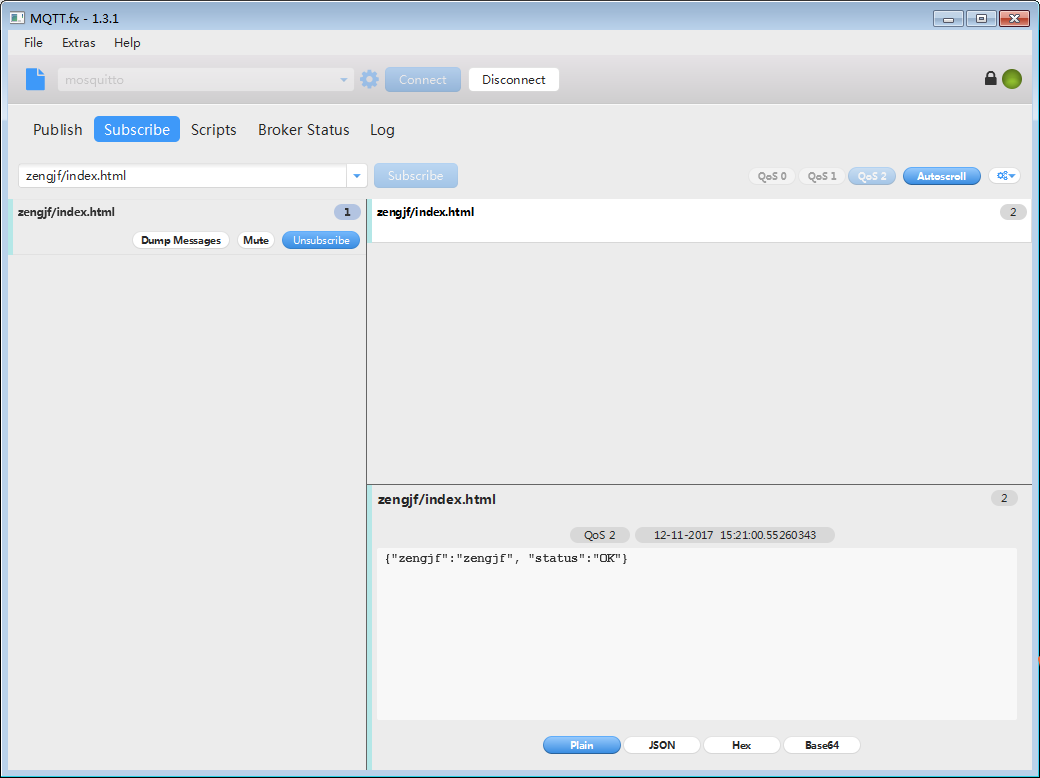 MQTT.fx - 1.3.1
File Extras Help
mosquitto Connect Disconnect
Publish Subscribe Scripts Broker Status Log
zengjf/index.html Subscribe QoS 0 QoS 1 QoS 2 Autoscroll
zengjf/index.html 1
Dump Messages Mute Unsubscribe
zengjf/index.html 2
zengjf/index.html 2
QoS 2 12-11-2017 15:21:00.55260343
{"zengjf":"zengjf", "status":"OK"}
Plain JSON Hex Base64